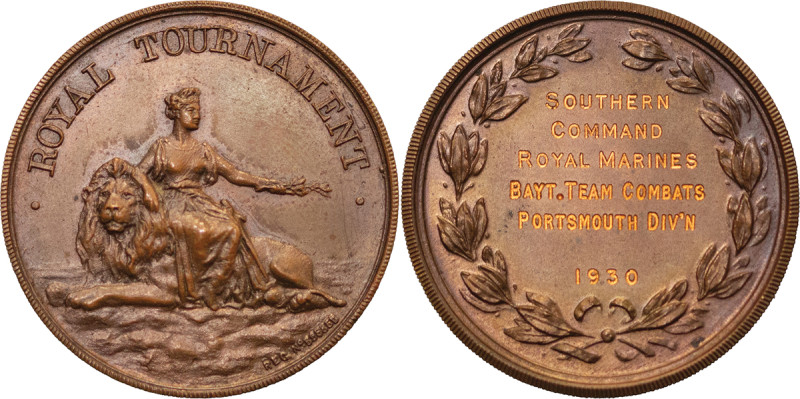 · ROYAL TOURNAMENT ·
SOUTHERN
COMMAND
ROYAL MARINES
BAYT. TEAM COMBATS
PORTSMOUTH DIV'N
1930